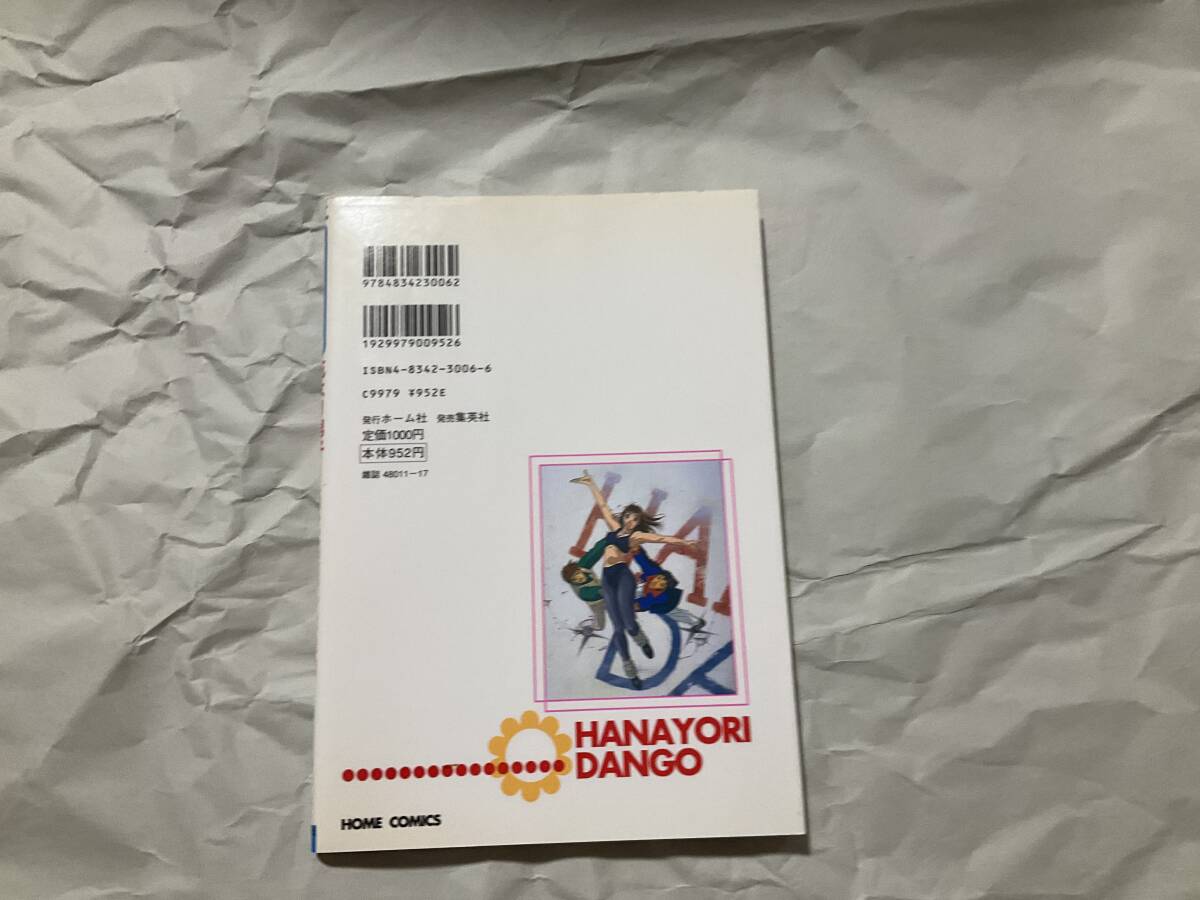 9784834230062
1929979009526
ISBN4-8342-3006-6
C9979 ¥952E
発行ホーム社 発売集英社
定価1000円
本体952円
雑誌 48011-17
HANAYORI
DANGO
HOME COMICS